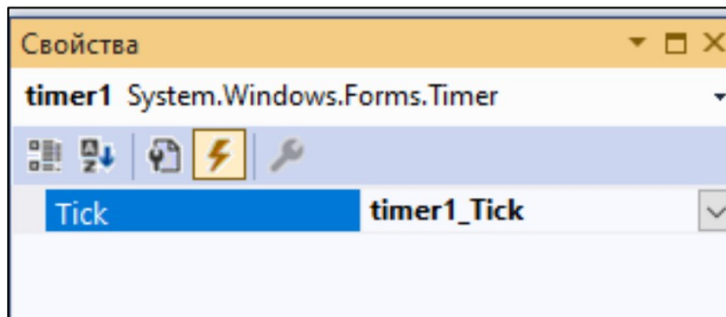 Свойства
timer1 System.Windows.Forms.Timer
Tick timer1_Tick